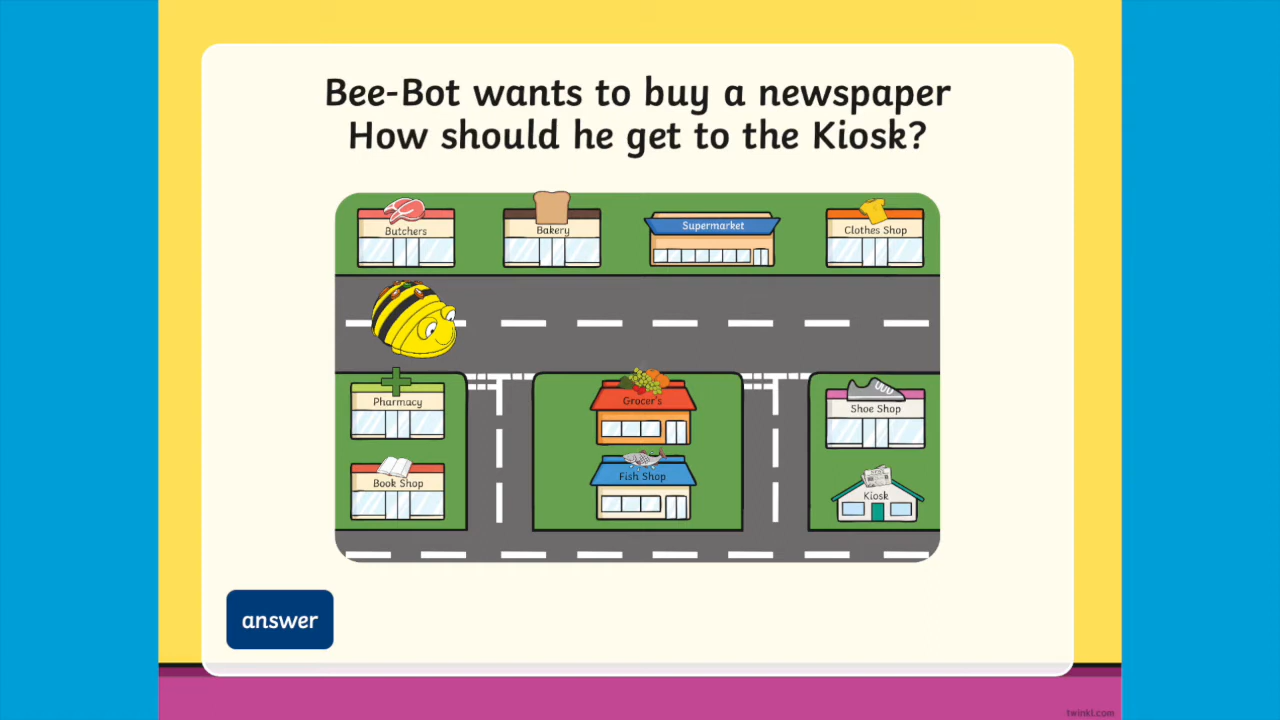 Bee-Bot wants to buy a newspaper
How should he get to the Kiosk?
Butchers
Bakery
Supermarket
Clothes Shop
Pharmacy
Grocer's
Shoe Shop
Book Shop
Fish Shop
NEWS
Kiosk
answer
twinkl.com